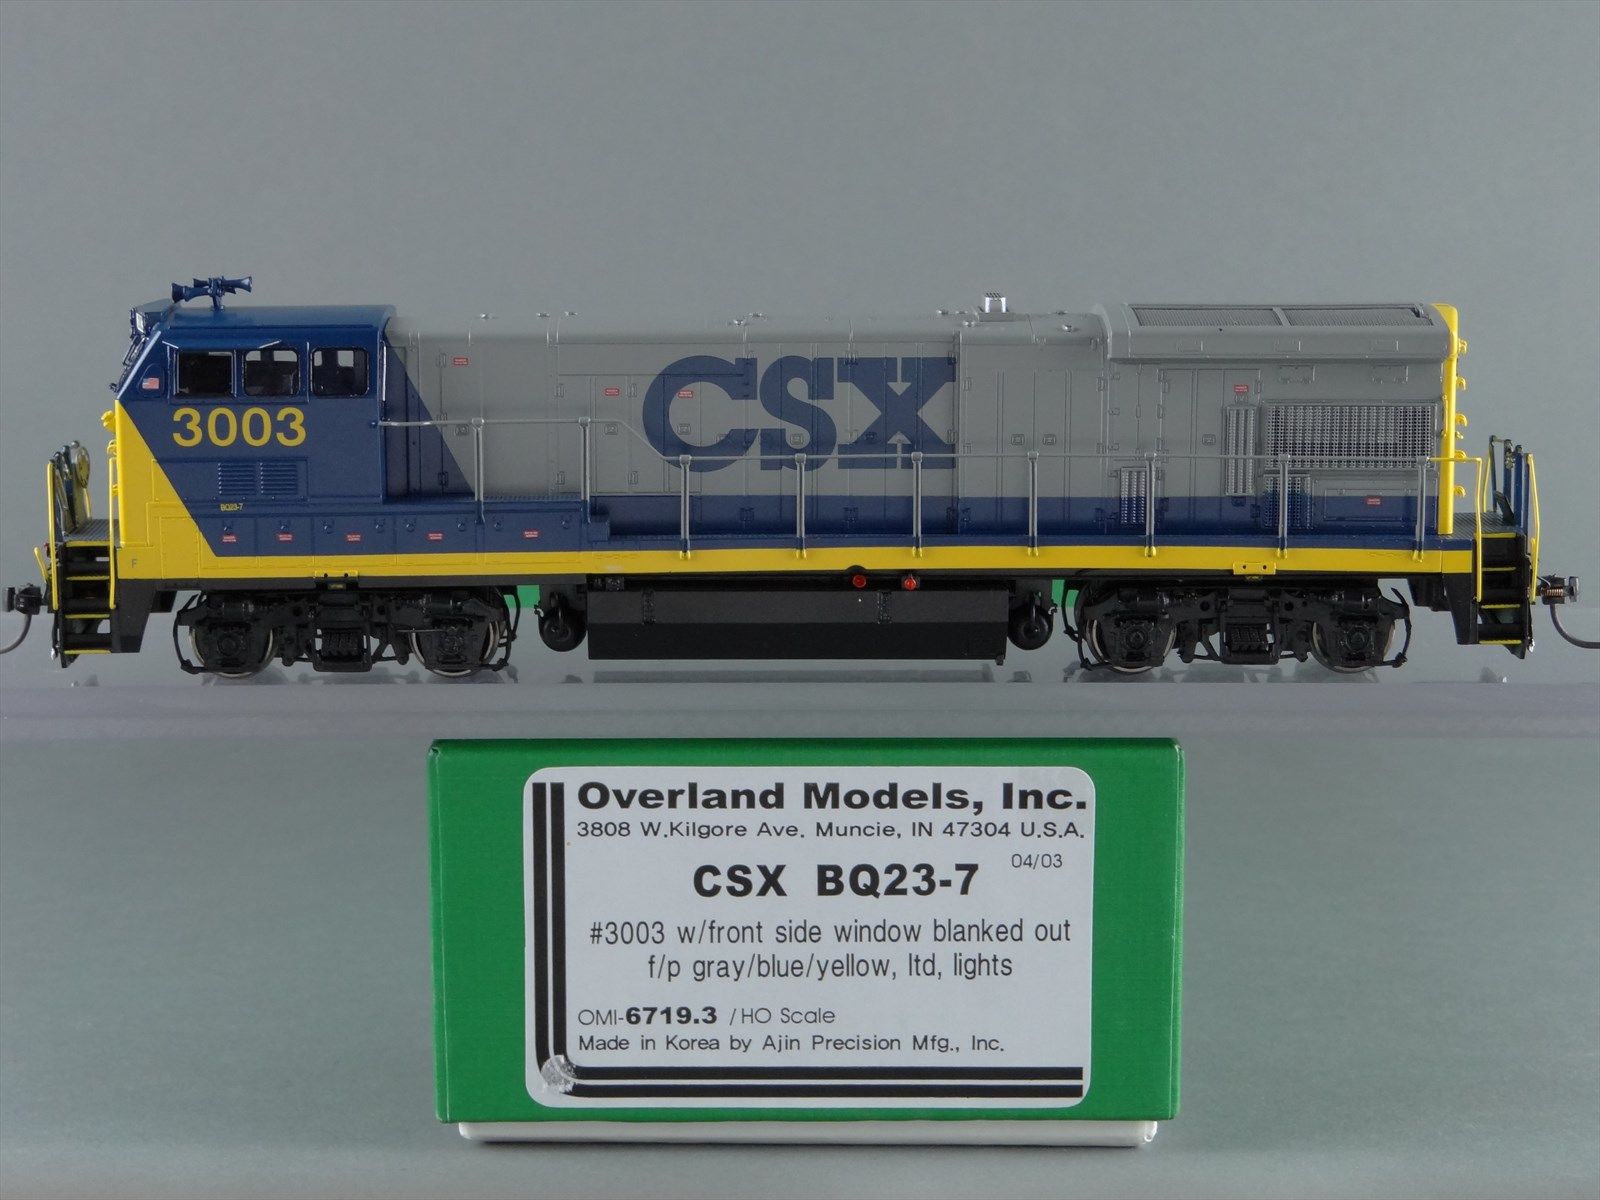 3003
CSX
BQ23-7
F
Overland Models, Inc.
3808 W.Kilgore Ave. Muncie, IN 47304 U.S.A.
04/03
CSX BQ23-7
#3003 w/front side window blanked out
f/p gray/blue/yellow, ltd, lights
OMI-6719.3 /HO Scale
Made in Korea by Ajin Precision Mfg., Inc.